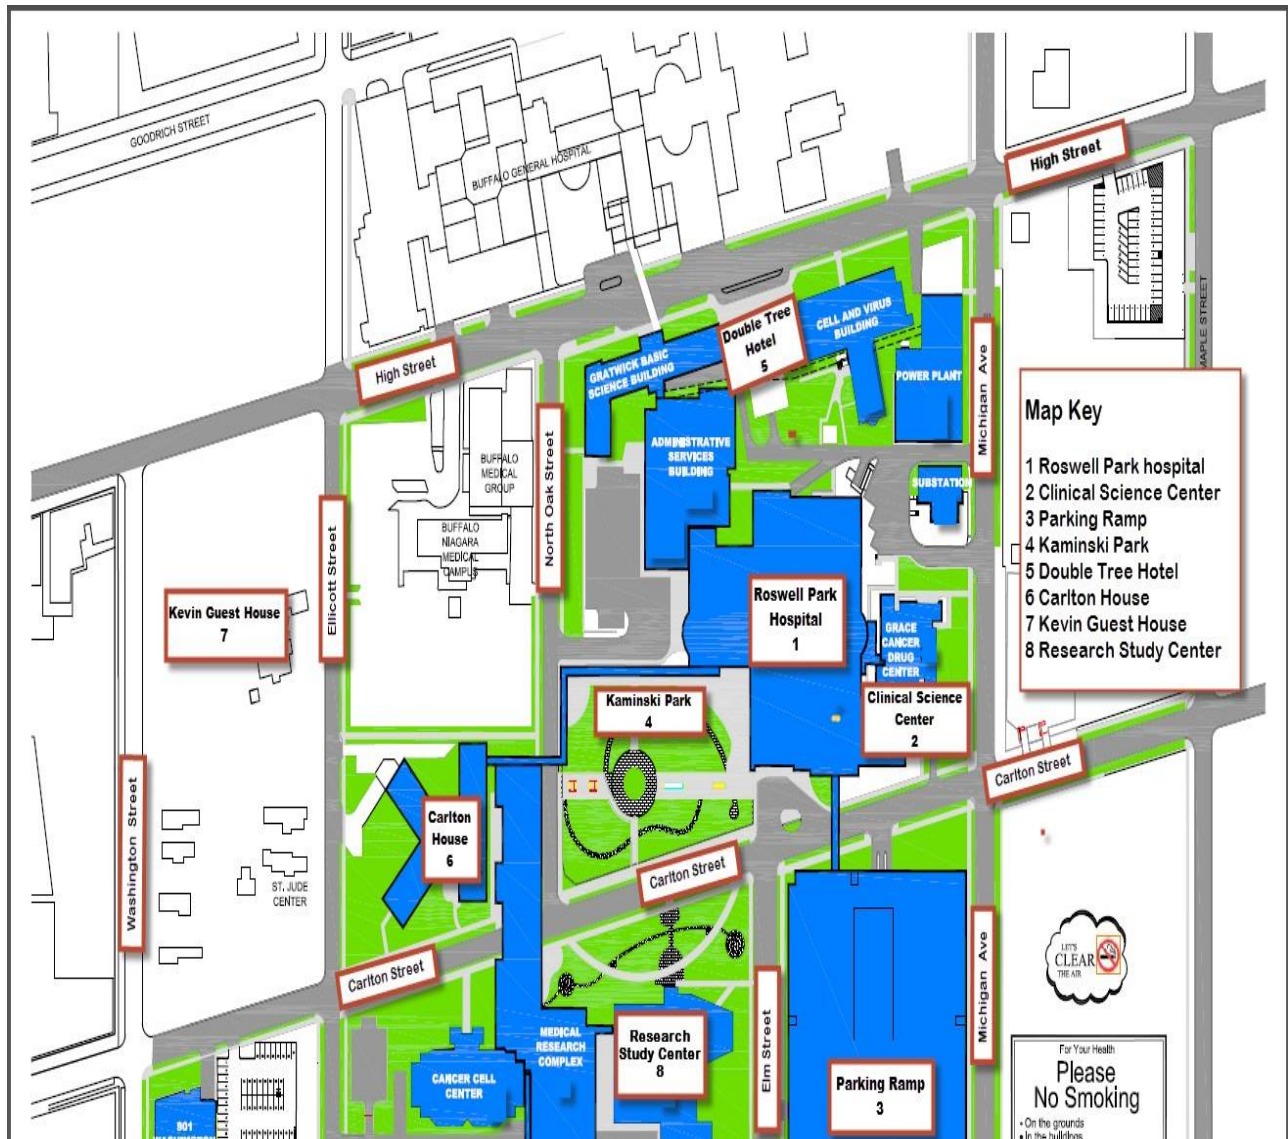 GOODRICH STREET
BUFFALO GENERAL HOSPITAL
High Street
High Street
Double Tree
Hotel
5
CELL AND VIRUS
BUILDING
GRATWICK BASIC
SCIENCE BUILDING
POWER PLANT
MAPLE STREET
Michigan Ave
North Oak Street
ADMINISTRATIVE
SERVICES
BUILDING
BUFFALO
MEDICAL
GROUP
SUBSTATION
BUFFALO
NIAGARA
MEDICAL
CAMPUS
Ellicott Street
Map Key
1 Roswell Park hospital
2 Clinical Science Center
3 Parking Ramp
4 Kaminski Park
5 Double Tree Hotel
6 Carlton House
7 Kevin Guest House
8 Research Study Center
Kevin Guest House
7
Roswell Park
Hospital
1
GRACE
CANCER
DRUG
CENTER
Kaminski Park
4
Clinical Science
Center
2
Carlton Street
Washington Street
Carlton
House
6
Carlton Street
ST. JUDE
CENTER
Carlton Street
LET'S
CLEAR
THE AIR
Michigan Ave
Elm Street
MEDICAL
RESEARCH
COMPLEX
Research
Study Center
8
CANCER CELL
CENTER
Parking Ramp
3
For Your Health
Please
No Smoking
• On the grounds
• In the buildings
901